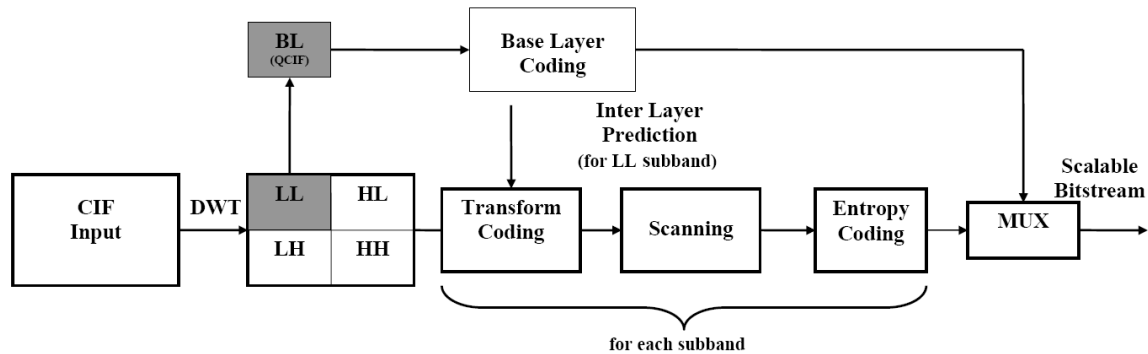 BL
(QCIF)
Base Layer
Coding
Inter Layer
Prediction
(for LL subband)
CIF
Input
DWT
LL
HL
LH
HH
Transform
Coding
Scanning
Entropy
Coding
MUX
Scalable
Bitstream
for each subband